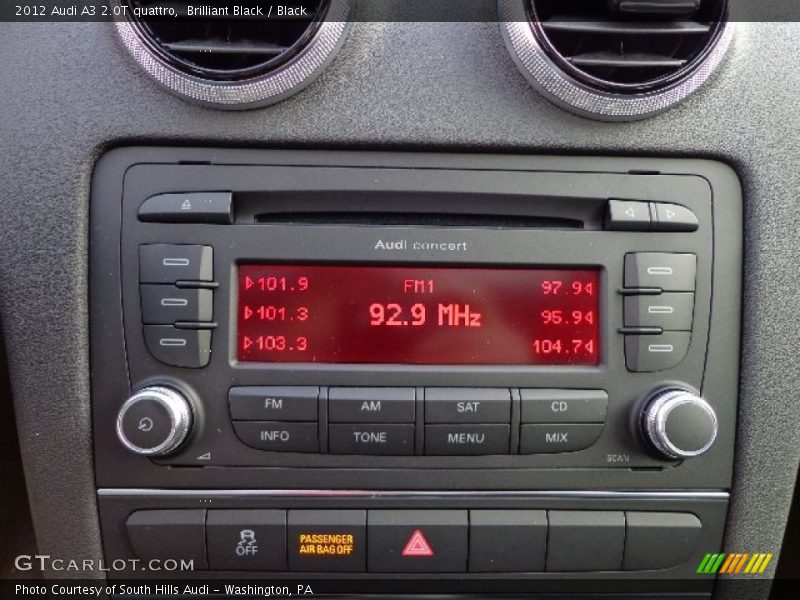 2012 Audi A3 2.0T quattro, Brilliant Black / Black
Audi concert
101.9 FM1 97.9
101.3 92.9 MHz 95.9
103.3 104.7
FM AM SAT CD
INFO TONE MENU MIX
SCAN
OFF
PASSENGER
AIR BAG OFF
GTCARLOT.COM
Photo Courtesy of South Hills Audi - Washington, PA